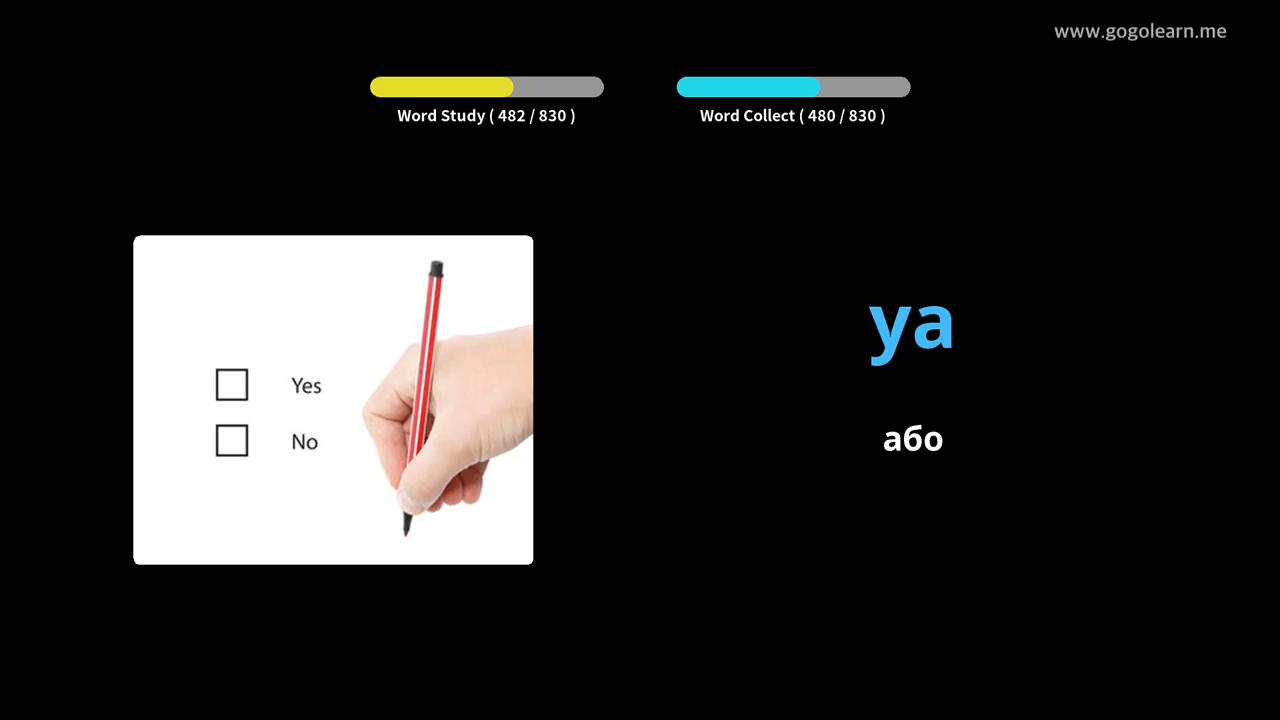 www.gogolearn.me
Word Study ( 482 / 830 )
Word Collect ( 480 / 830 )
Yes
No
ya
або